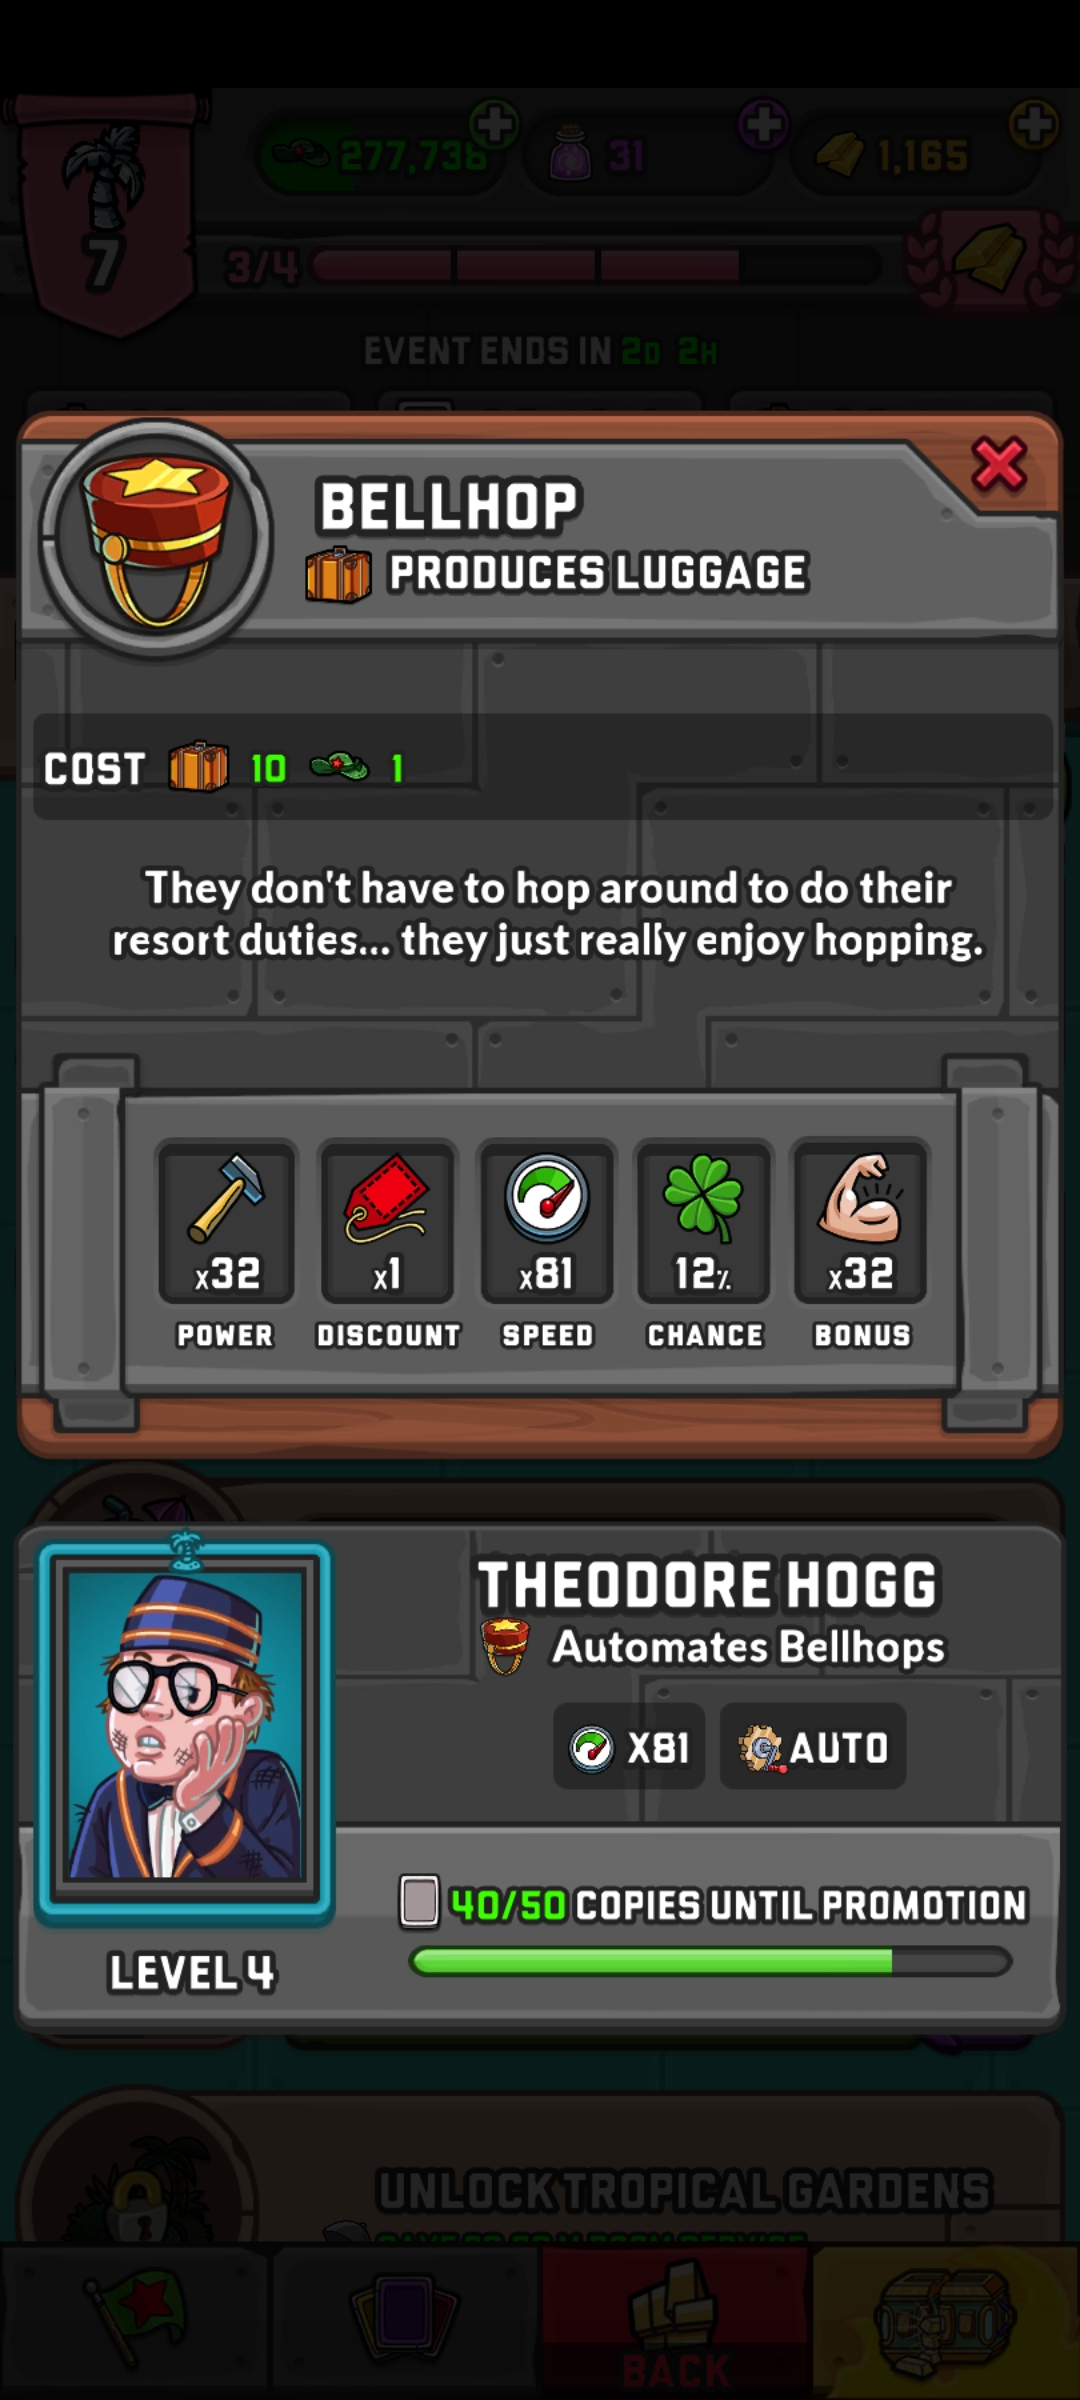 277,736
31
1,165
7
3/4
EVENT ENDS IN 2D 2H
BELLHOP
PRODUCES LUGGAGE
COST 10 1
They don't have to hop around to do their
resort duties... they just really enjoy hopping.
x32 x1 x81 12% x32
POWER DISCOUNT SPEED CHANCE BONUS
THEODORE HOGG
Automates Bellhops
X81 AUTO
40/50 COPIES UNTIL PROMOTION
LEVEL 4
UNLOCK TROPICAL GARDENS
BACK